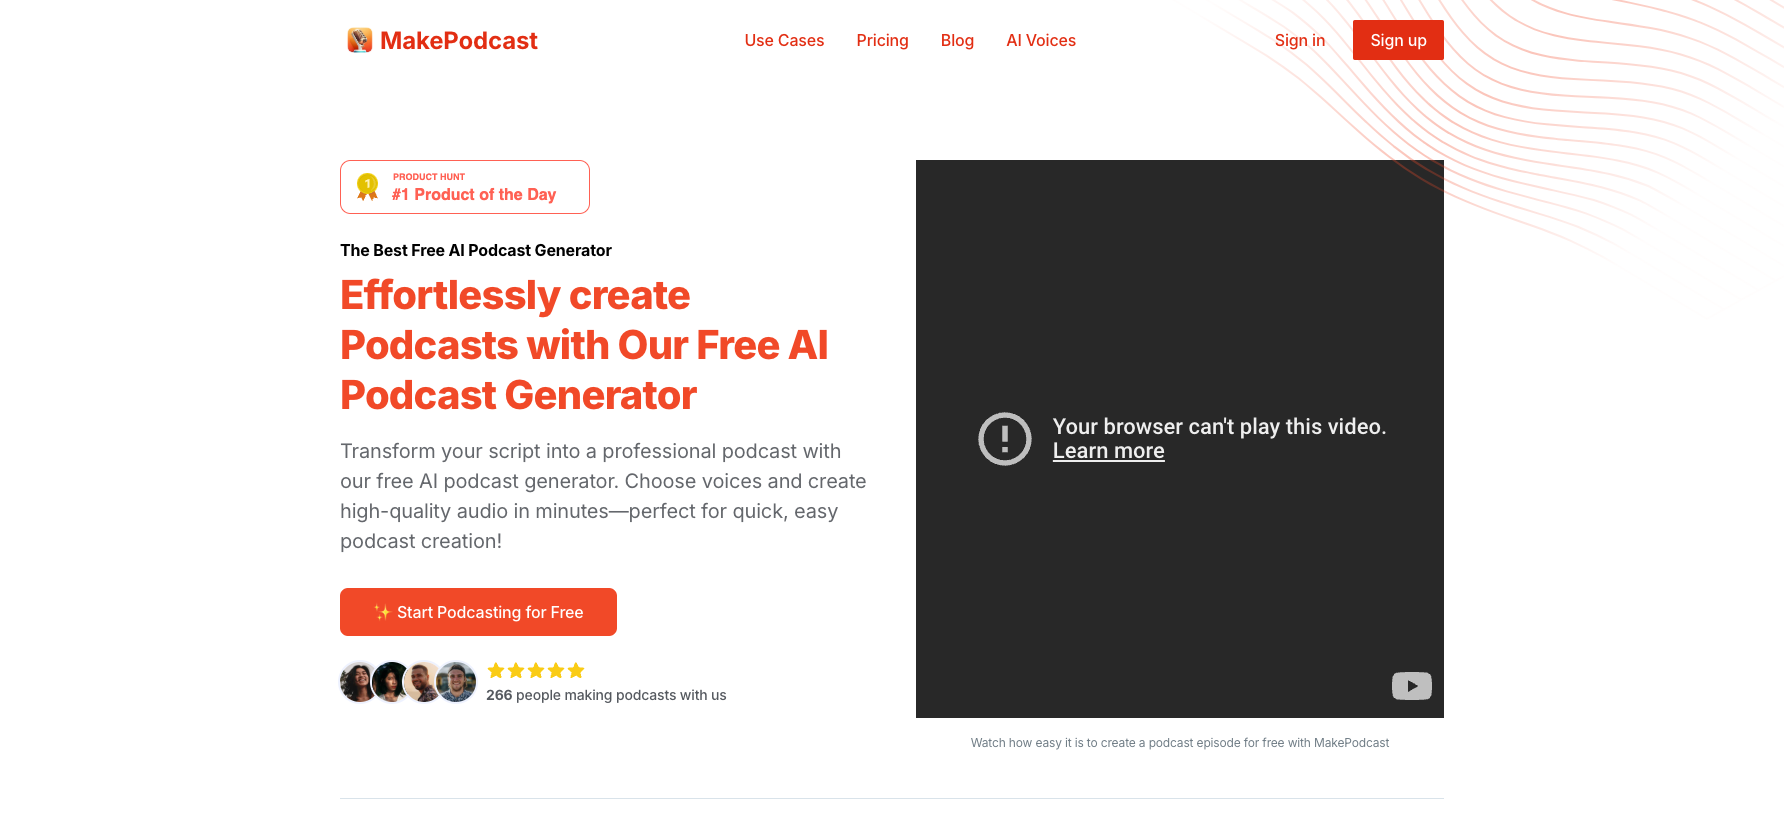 MakePodcast
Use Cases
Pricing
Blog
AI Voices
Sign in
Sign up
1
PRODUCT HUNT
#1 Product of the Day
The Best Free AI Podcast Generator
Effortlessly create
Podcasts with Our Free AI
Podcast Generator
Transform your script into a professional podcast with
our free AI podcast generator. Choose voices and create
high-quality audio in minutes—perfect for quick, easy
podcast creation!
✨ Start Podcasting for Free
266 people making podcasts with us
Your browser can't play this video.
Learn more
Watch how easy it is to create a podcast episode for free with MakePodcast